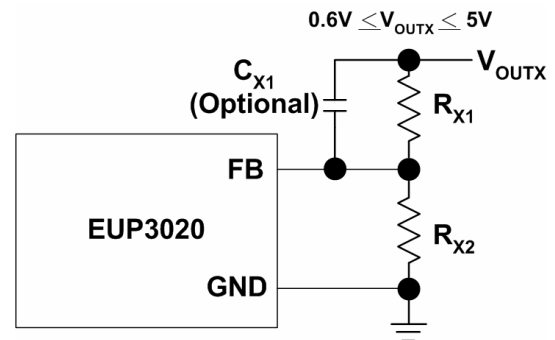 0.6V ≤V_OUTX ≤ 5V
V_OUTX
C_X1
(Optional)
R_X1
FB
EUP3020
R_X2
GND